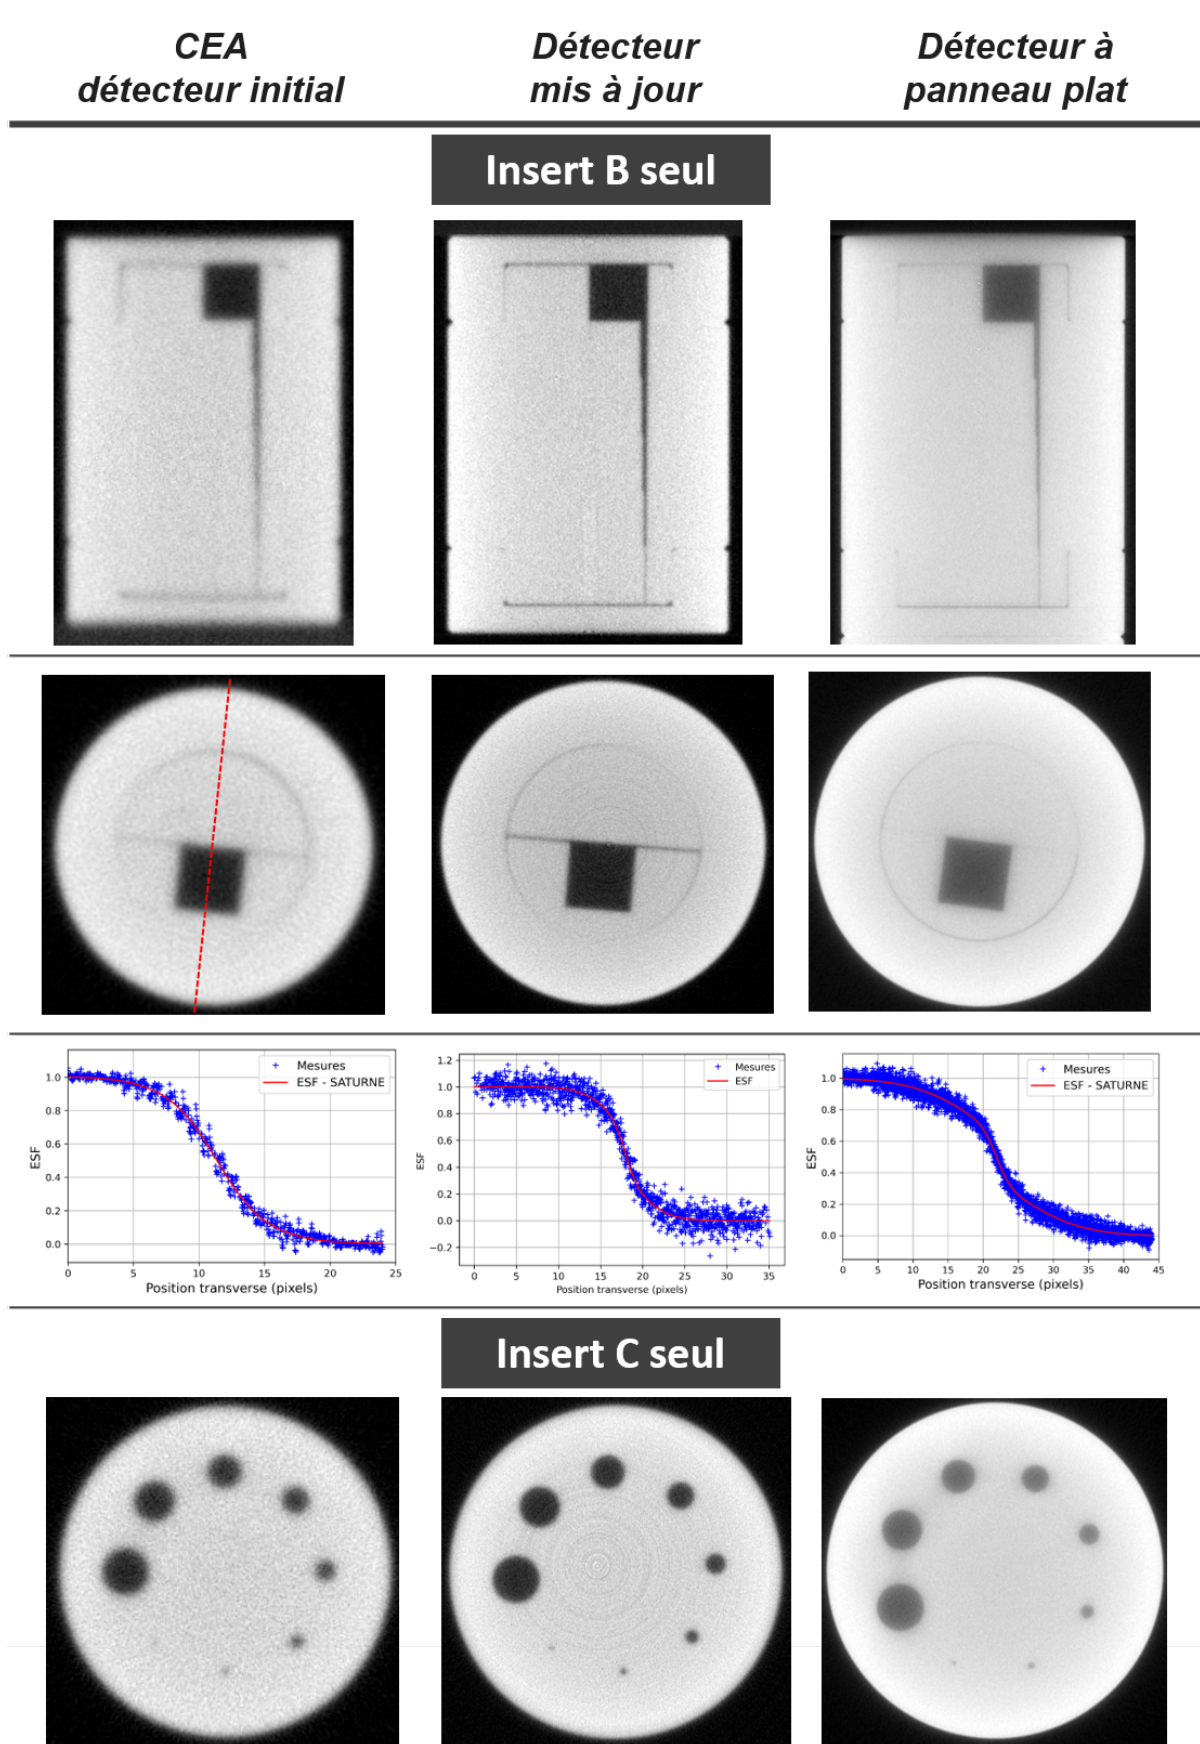 CEA
détecteur initial
Détecteur
mis à jour
Détecteur à
panneau plat
Insert B seul
Mesures
ESF - SATURNE
1.0
0.8
0.6
0.4
0.2
0.0
ESF
0 5 10 15 20 25
Position transverse (pixels)
Mesures
ESF
1.2
1.0
0.8
0.6
0.4
0.2
0.0
−0.2
ESF
0 5 10 15 20 25 30 35
Position transverse (pixels)
Mesures
ESF - SATURNE
1.0
0.8
0.6
0.4
0.2
0.0
ESF
0 5 10 15 20 25 30 35 40 45
Position transverse (pixels)
Insert C seul